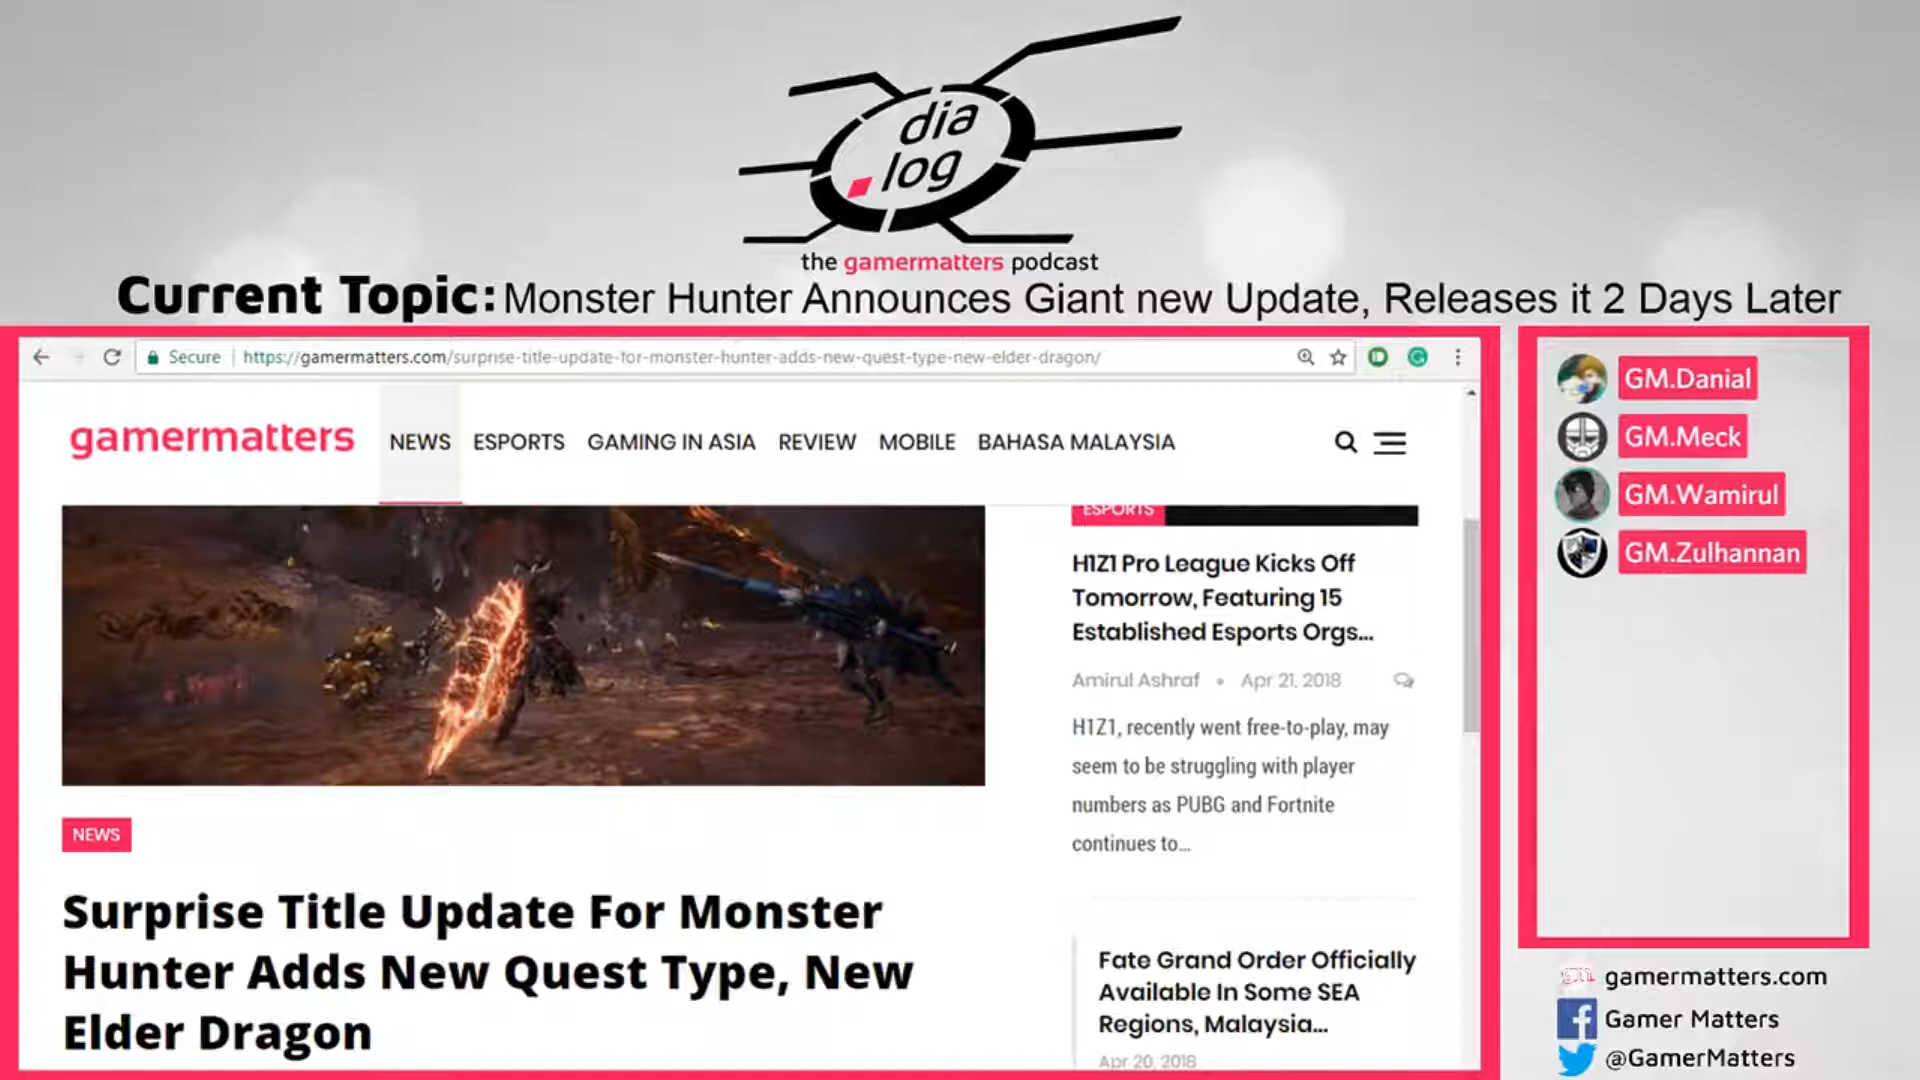 dia
log
the gamermatters podcast
Current Topic: Monster Hunter Announces Giant new Update, Releases it 2 Days Later
Secure | https://gamermatters.com/surprise-title-update-for-monster-hunter-adds-new-quest-type-new-elder-dragon/
gamermatters NEWS ESPORTS GAMING IN ASIA REVIEW MOBILE BAHASA MALAYSIA
NEWS
Surprise Title Update For Monster
Hunter Adds New Quest Type, New
Elder Dragon
ESPORTS
H1Z1 Pro League Kicks Off
Tomorrow, Featuring 15
Established Esports Orgs...
Amirul Ashraf • Apr 21, 2018
H1Z1, recently went free-to-play, may
seem to be struggling with player
numbers as PUBG and Fortnite
continues to...
Fate Grand Order Officially
Available In Some SEA
Regions, Malaysia...
Apr 20, 2018
GM.Danial
GM.Meck
GM.Wamirul
GM.Zulhannan
gamermatters.com
Gamer Matters
@GamerMatters